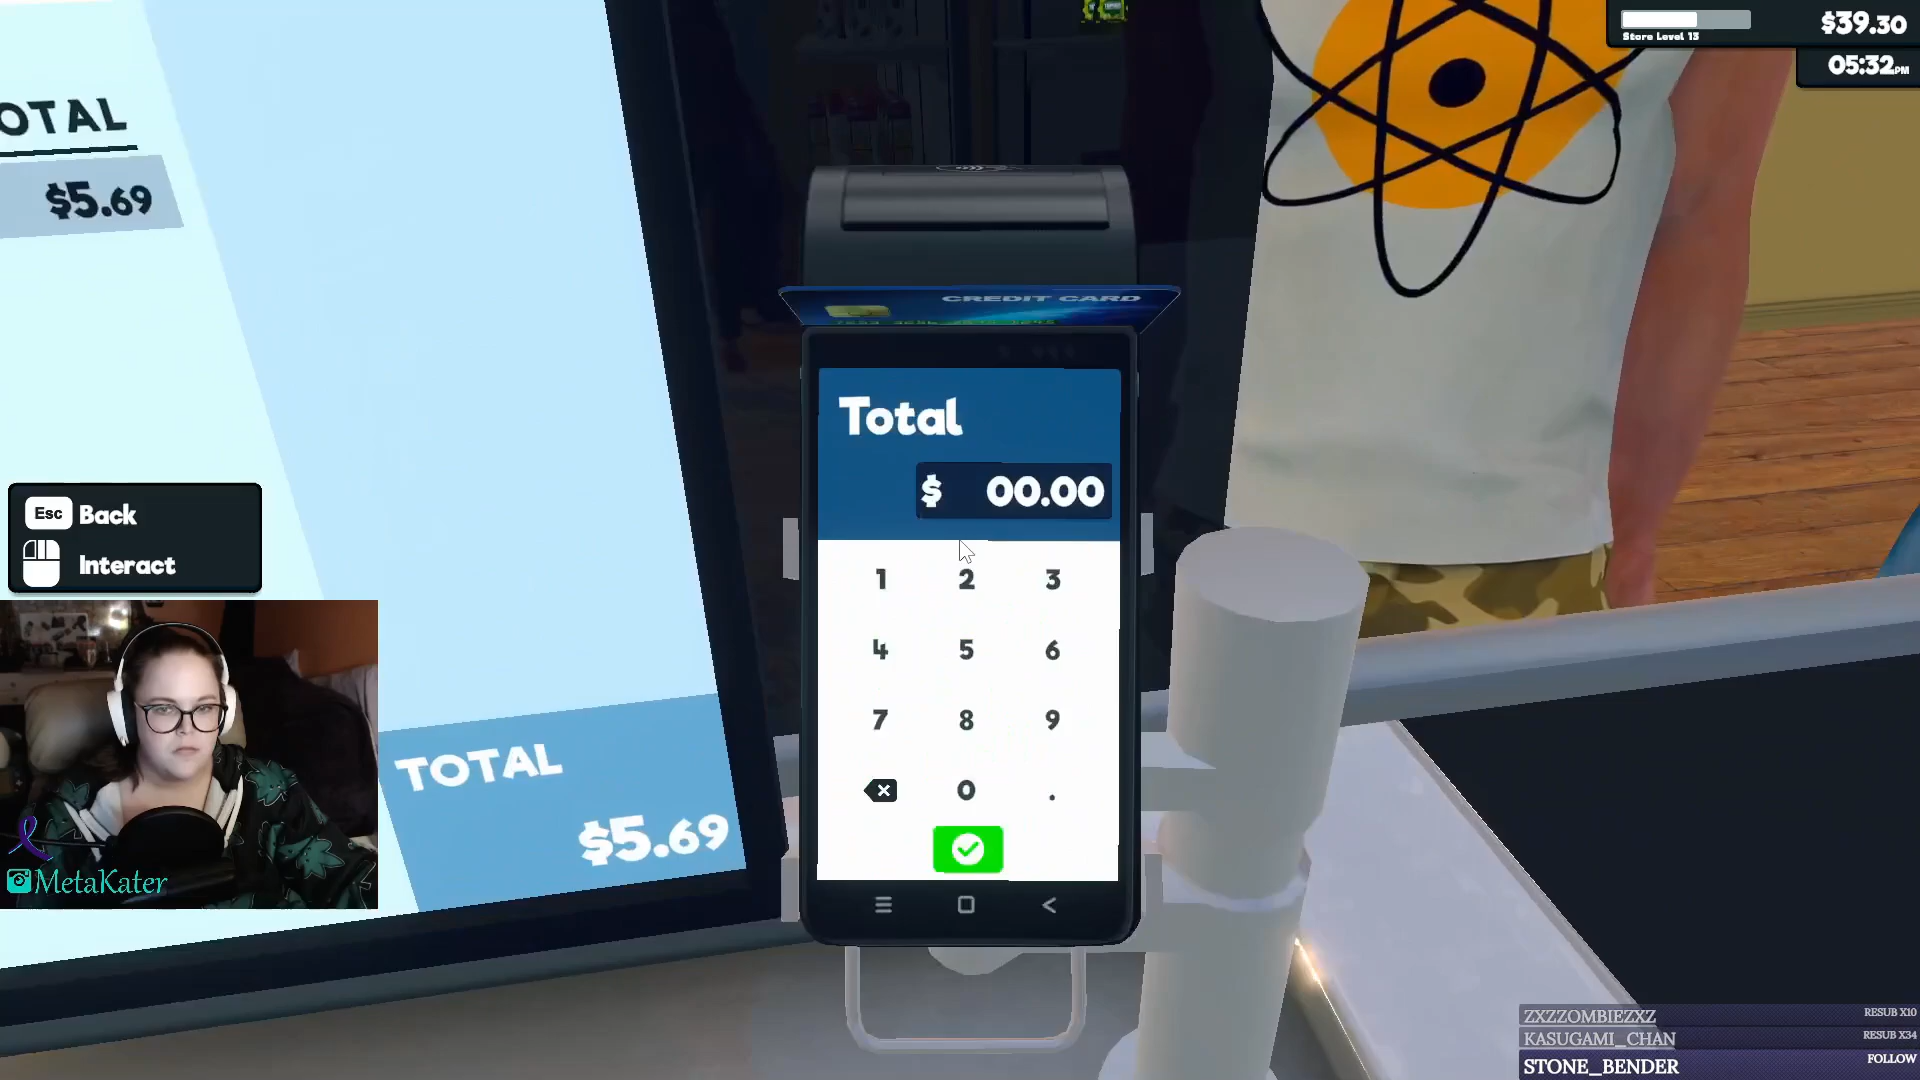 $39.30
Store Level 13
05:32PM
OTAL
$5.69
CREDIT CARD
Total
$ 00.00
Esc Back
Interact
1 2 3
4 5 6
7 8 9
0 .
TOTAL
$5.69
MetaKater
ZXZZOMBIEZXZ RESUB X10
KASUGAMI_CHAN RESUB X34
STONE_BENDER FOLLOW